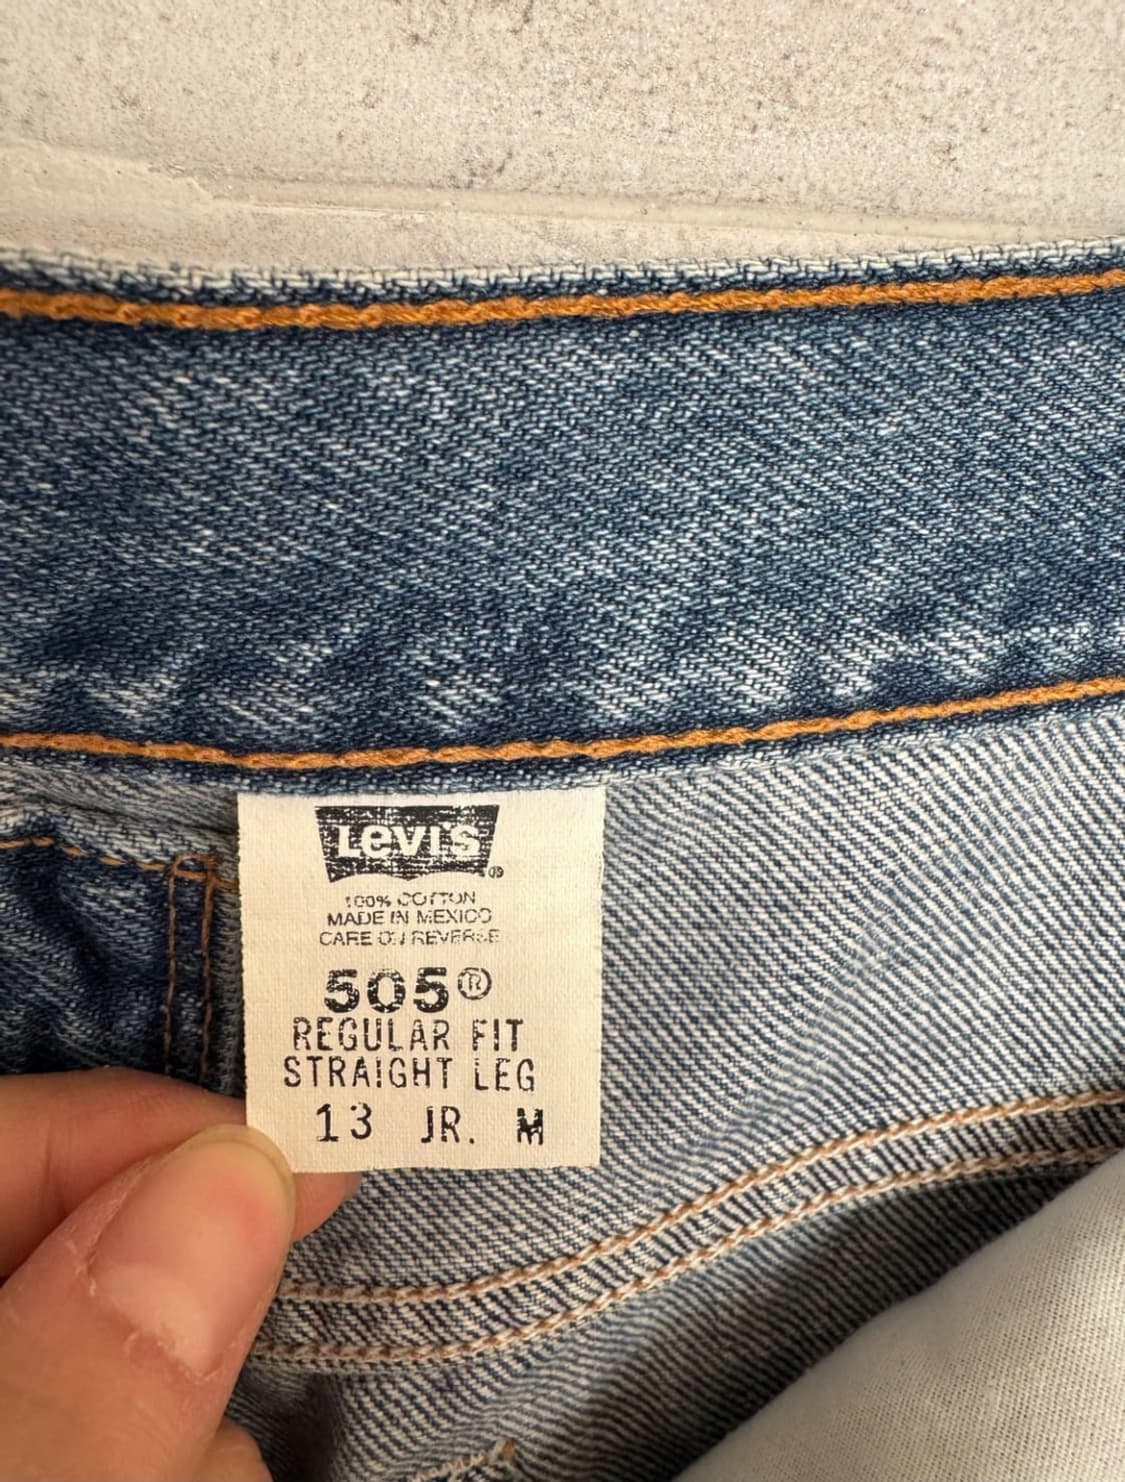 LEVI'S®
100% COTTON
MADE IN MEXICO
CARE ON REVERSE
505®
REGULAR FIT
STRAIGHT LEG
13 JR. M